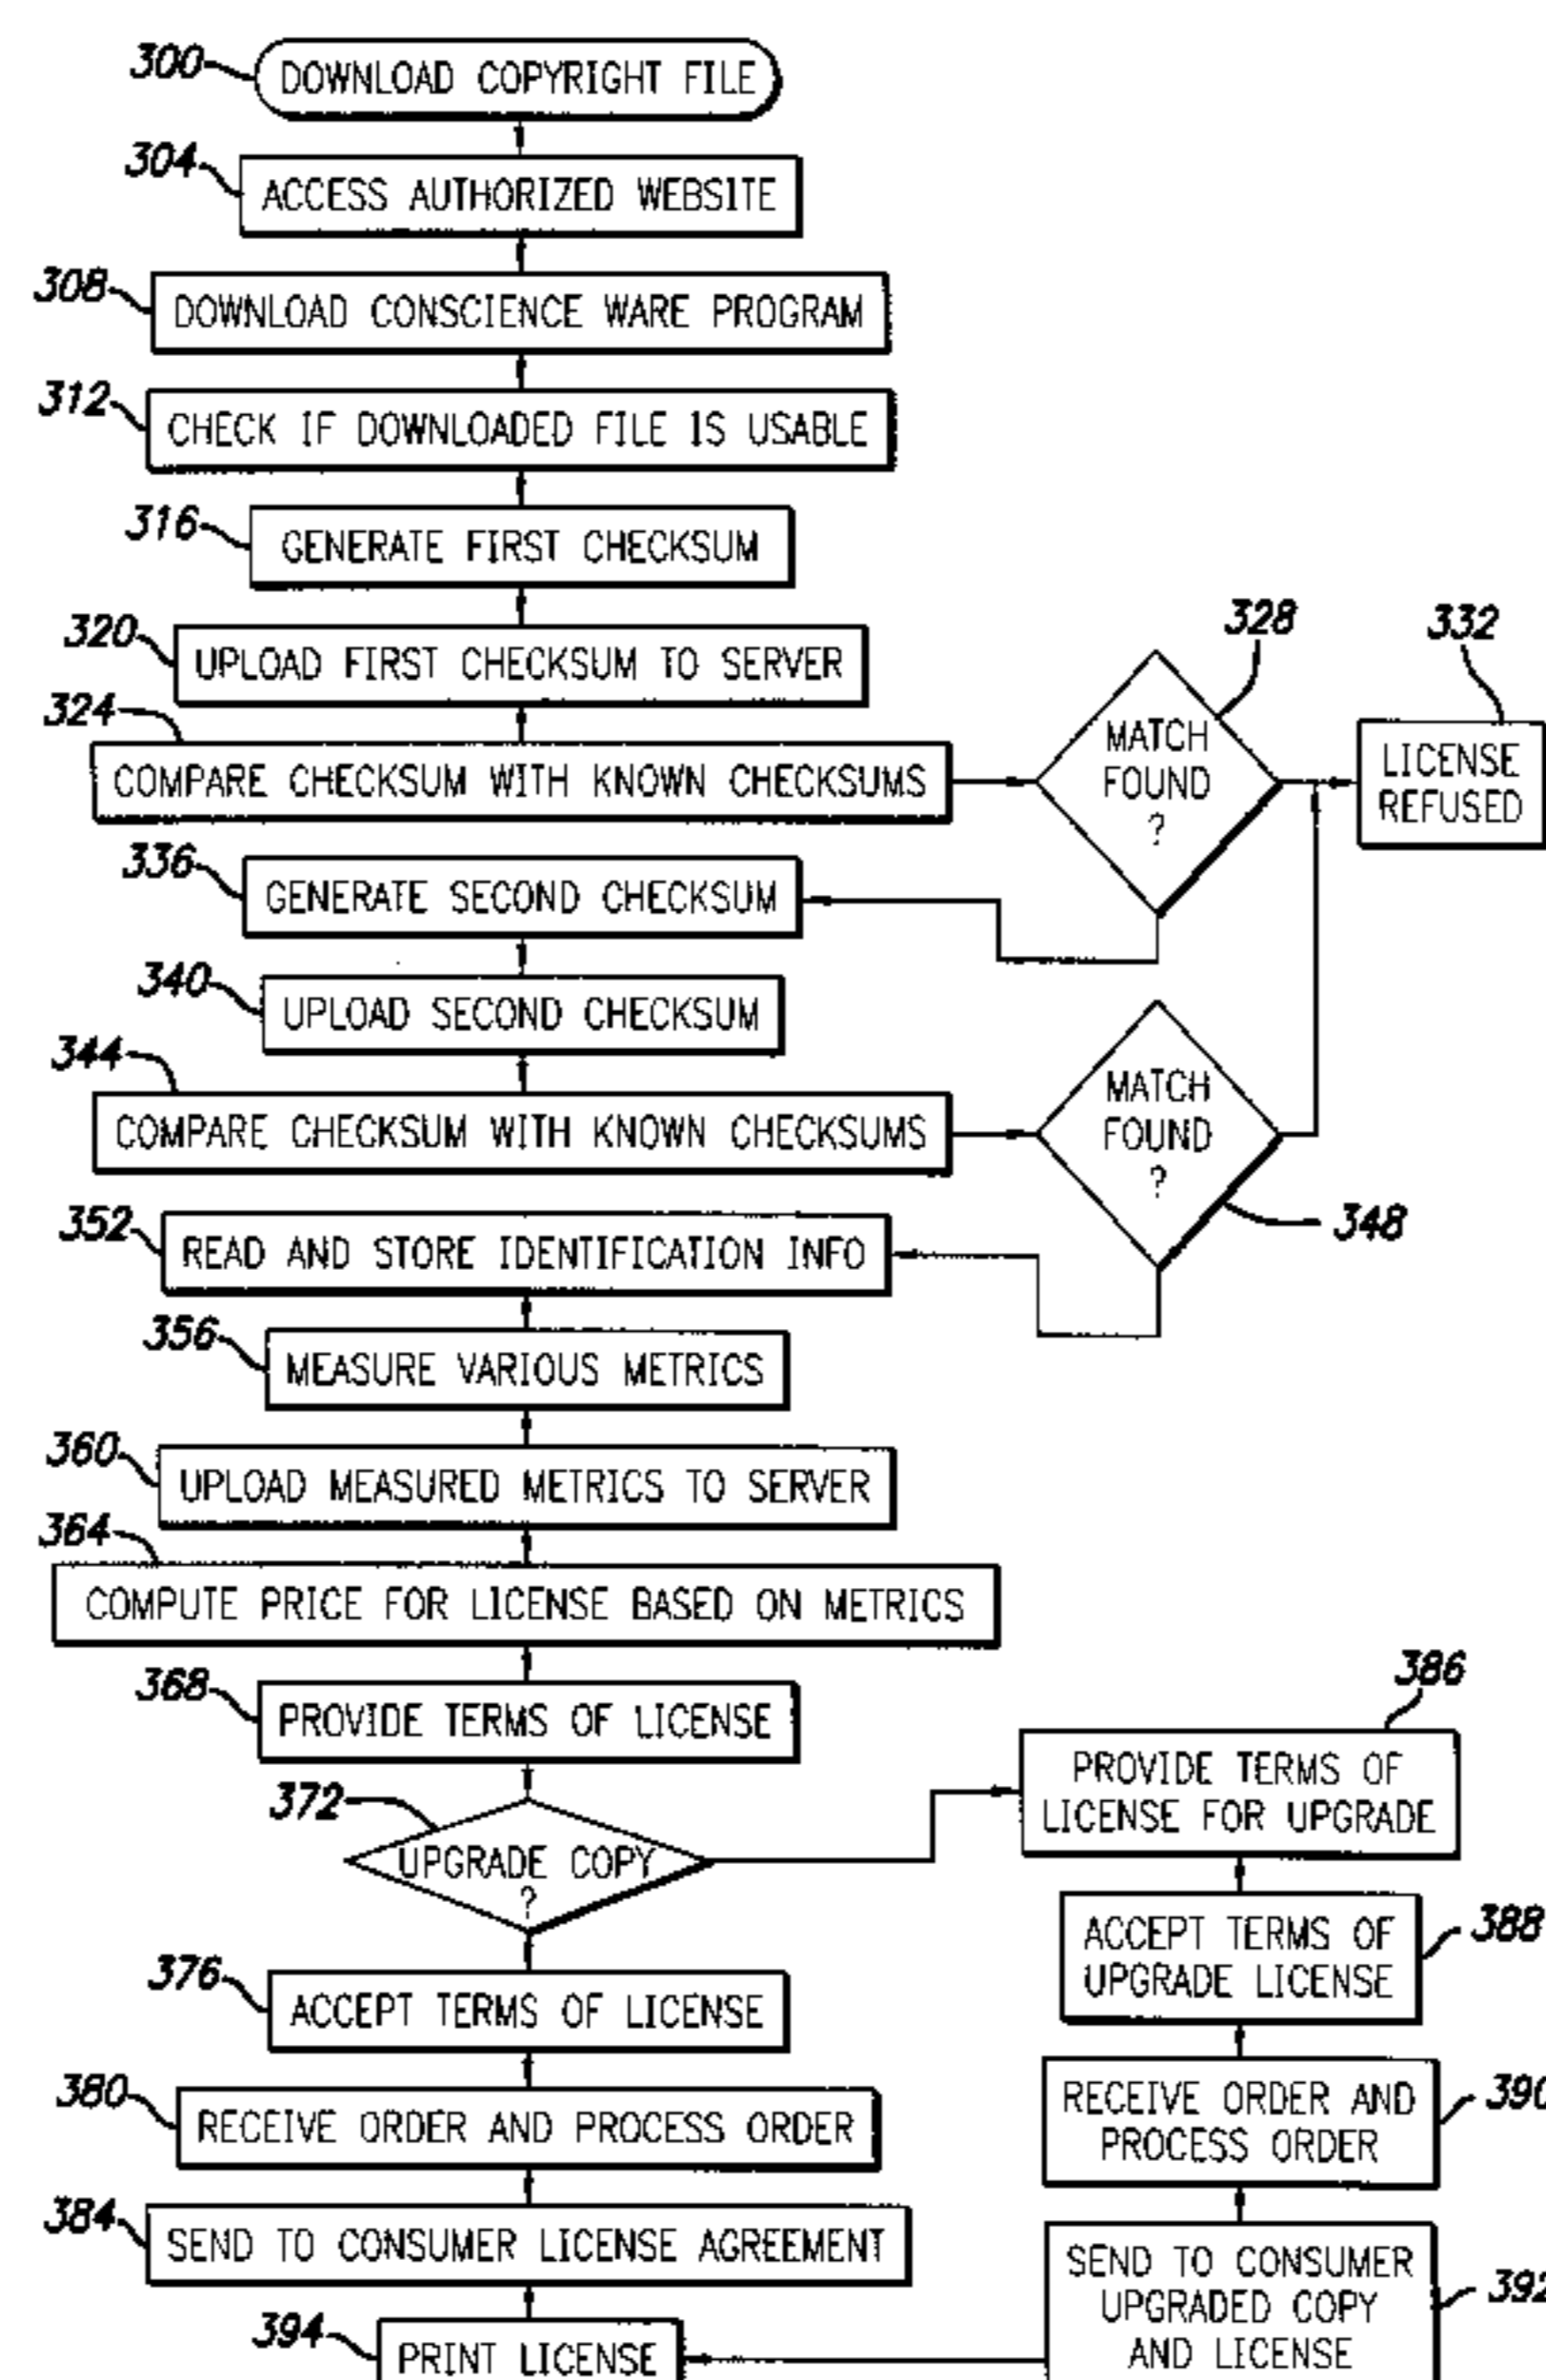 300
DOWNLOAD COPYRIGHT FILE
304
ACCESS AUTHORIZED WEBSITE
308
DOWNLOAD CONSCIENCE WARE PROGRAM
312
CHECK IF DOWNLOADED FILE IS USABLE
316
GENERATE FIRST CHECKSUM
320
UPLOAD FIRST CHECKSUM TO SERVER
324
COMPARE CHECKSUM WITH KNOWN CHECKSUMS
328
MATCH
FOUND
?
332
LICENSE
REFUSED
336
GENERATE SECOND CHECKSUM
340
UPLOAD SECOND CHECKSUM
344
COMPARE CHECKSUM WITH KNOWN CHECKSUMS
MATCH
FOUND
?
348
352
READ AND STORE IDENTIFICATION INFO
356
MEASURE VARIOUS METRICS
360
UPLOAD MEASURED METRICS TO SERVER
364
COMPUTE PRICE FOR LICENSE BASED ON METRICS
368
PROVIDE TERMS OF LICENSE
372
UPGRADE COPY
?
376
ACCEPT TERMS OF LICENSE
380
RECEIVE ORDER AND PROCESS ORDER
384
SEND TO CONSUMER LICENSE AGREEMENT
386
PROVIDE TERMS OF
LICENSE FOR UPGRADE
388
ACCEPT TERMS OF
UPGRADE LICENSE
390
RECEIVE ORDER AND
PROCESS ORDER
392
SEND TO CONSUMER
UPGRADED COPY
AND LICENSE
394
PRINT LICENSE